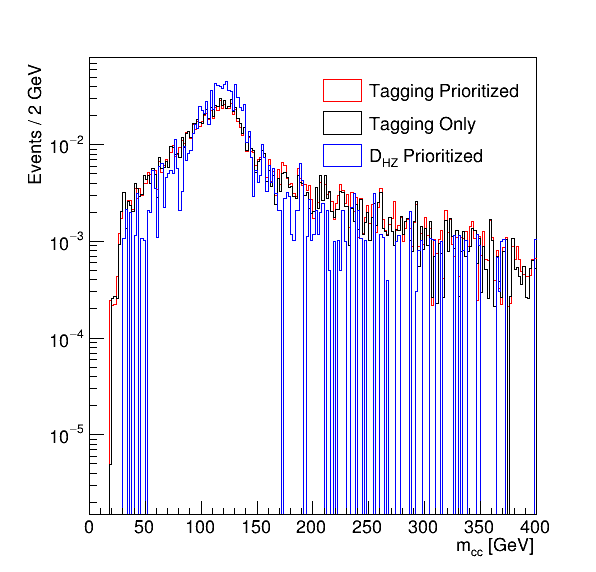 Events / 2 GeV
Tagging Prioritized
Tagging Only
D_HZ Prioritized
10^−2
10^−3
10^−4
10^−5
0 50 100 150 200 250 300 350 400
m_cc [GeV]